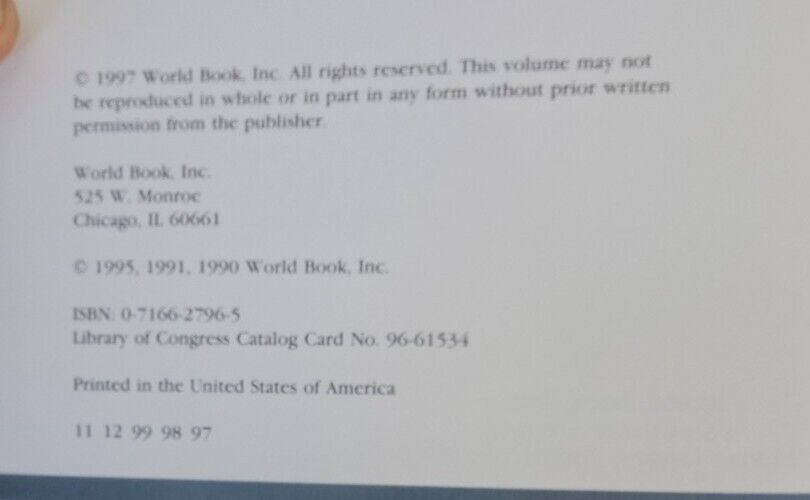 © 1997 World Book, Inc. All rights reserved. This volume may not
be reproduced in whole or in part in any form without prior written
permission from the publisher.
World Book, Inc.
525 W. Monroe
Chicago, IL 60661
© 1995, 1991, 1990 World Book, Inc.
ISBN: 0-7166-2796-5
Library of Congress Catalog Card No. 96-61534
Printed in the United States of America
11 12 99 98 97